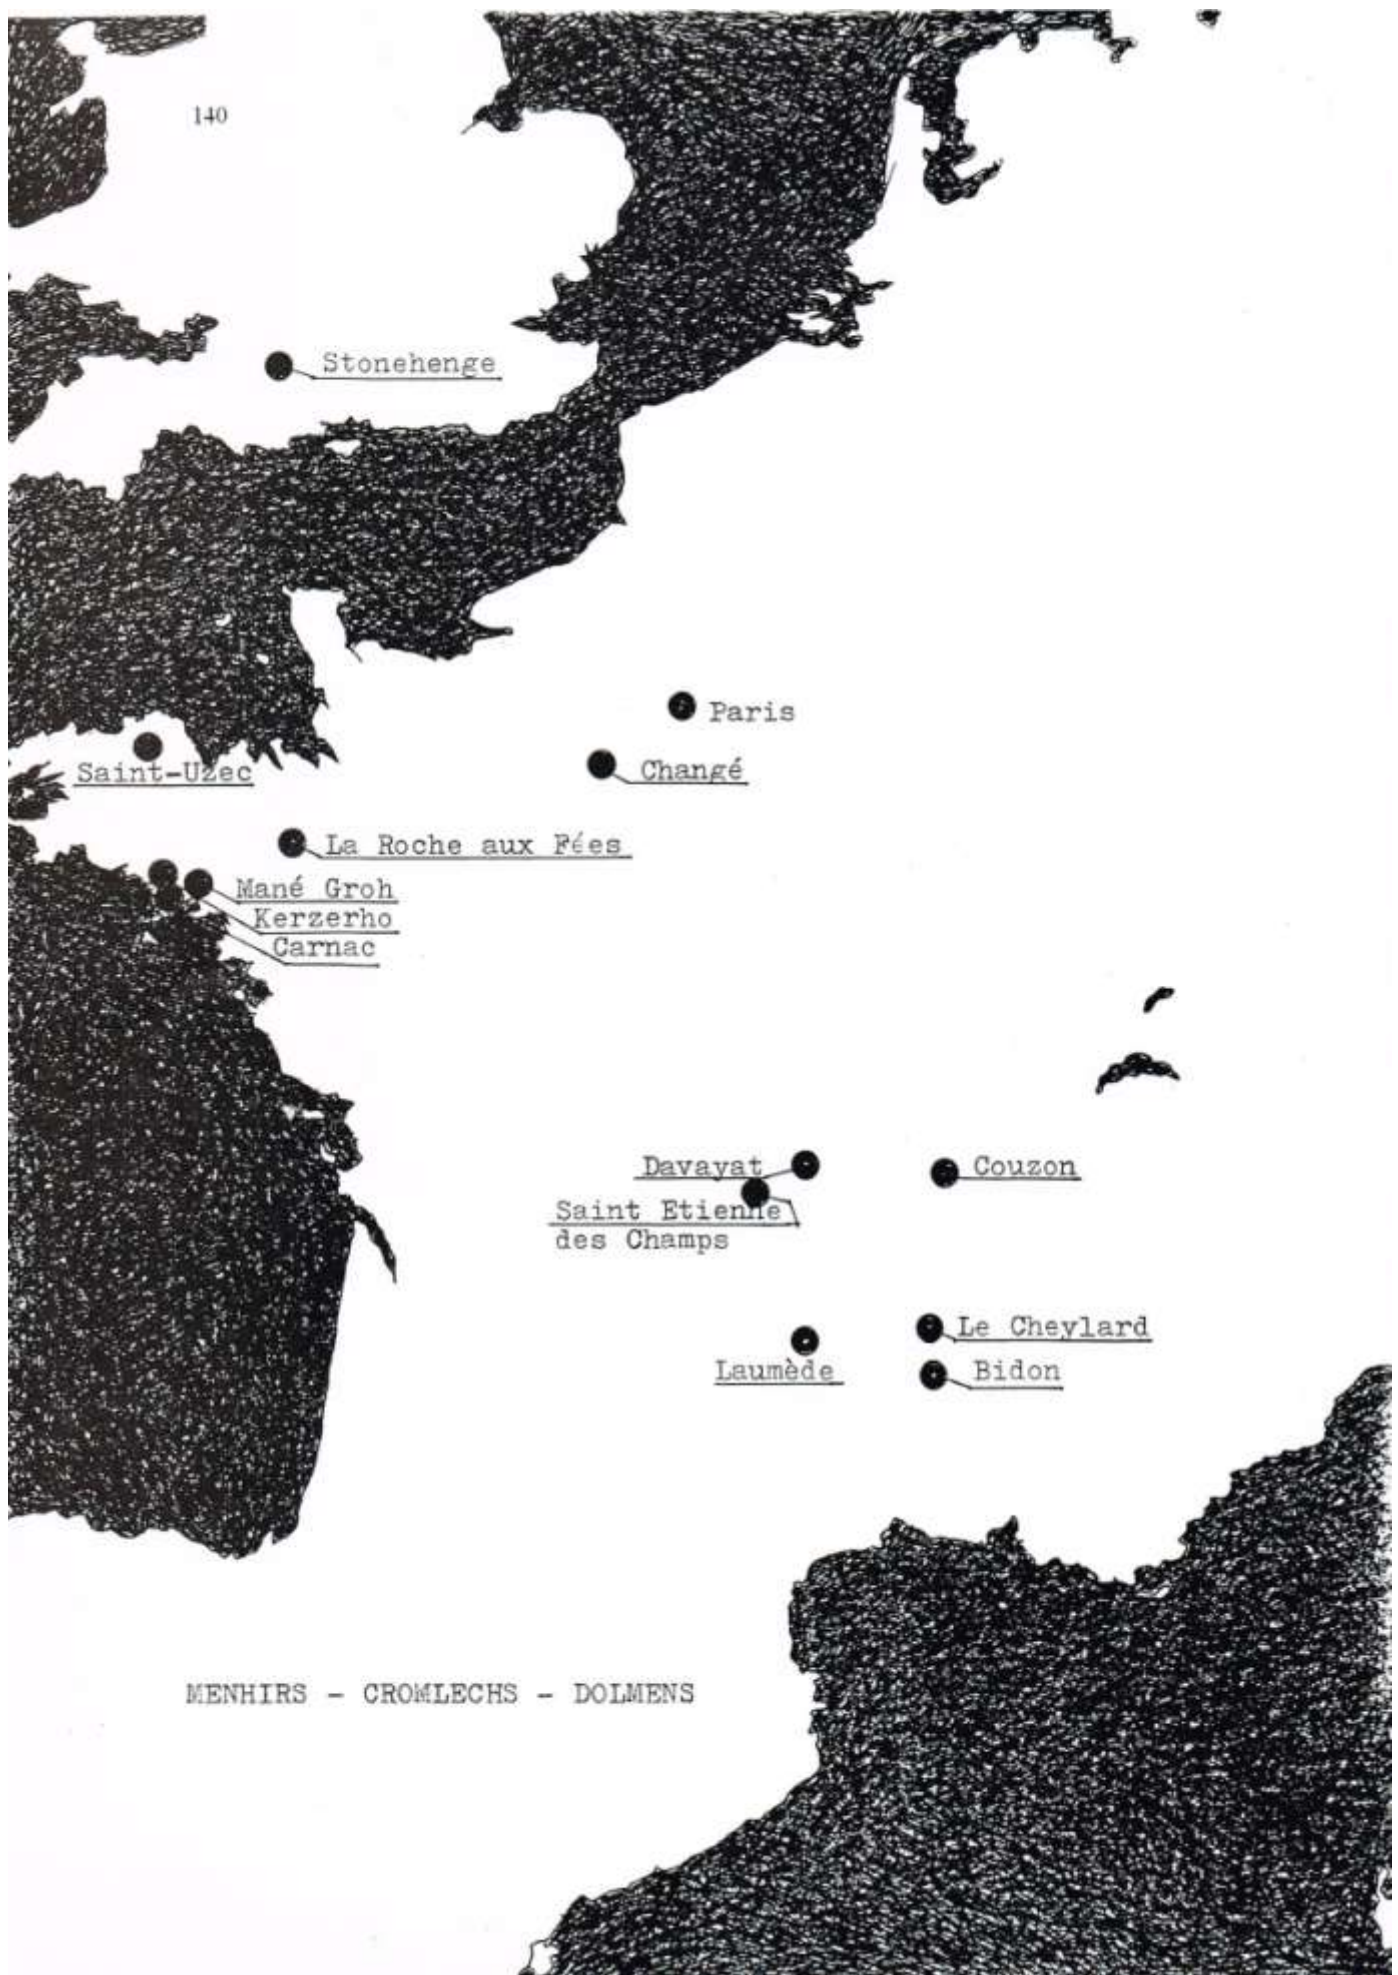 140
Stonehenge
Paris
Changé
Saint-Uzec
La Roche aux Fées
Mané Groh
Kerzerho
Carnac
Davayat
Couzon
Saint Etienne
des Champs
Le Cheylard
Laumède
Bidon
MENHIRS - CROMLECHS - DOLMENS